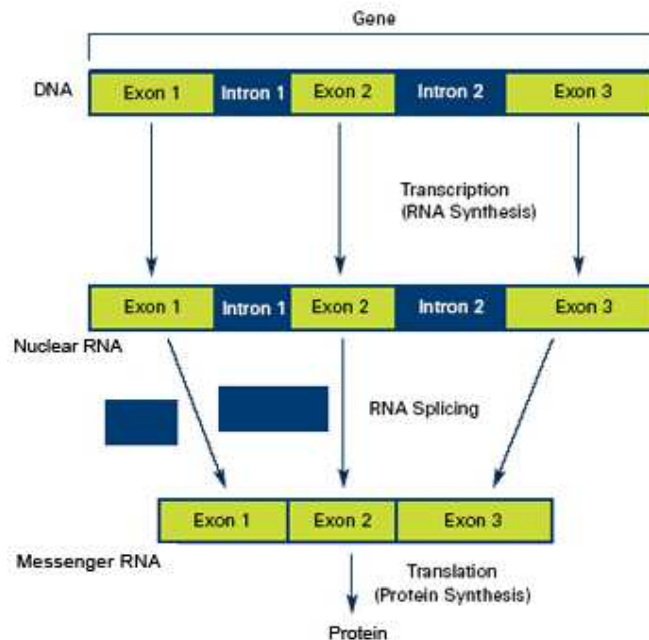 Gene
DNA
Exon 1 Intron 1 Exon 2 Intron 2 Exon 3
Transcription
(RNA Synthesis)
Exon 1 Intron 1 Exon 2 Intron 2 Exon 3
Nuclear RNA
RNA Splicing
Exon 1 Exon 2 Exon 3
Messenger RNA
Translation
(Protein Synthesis)
Protein